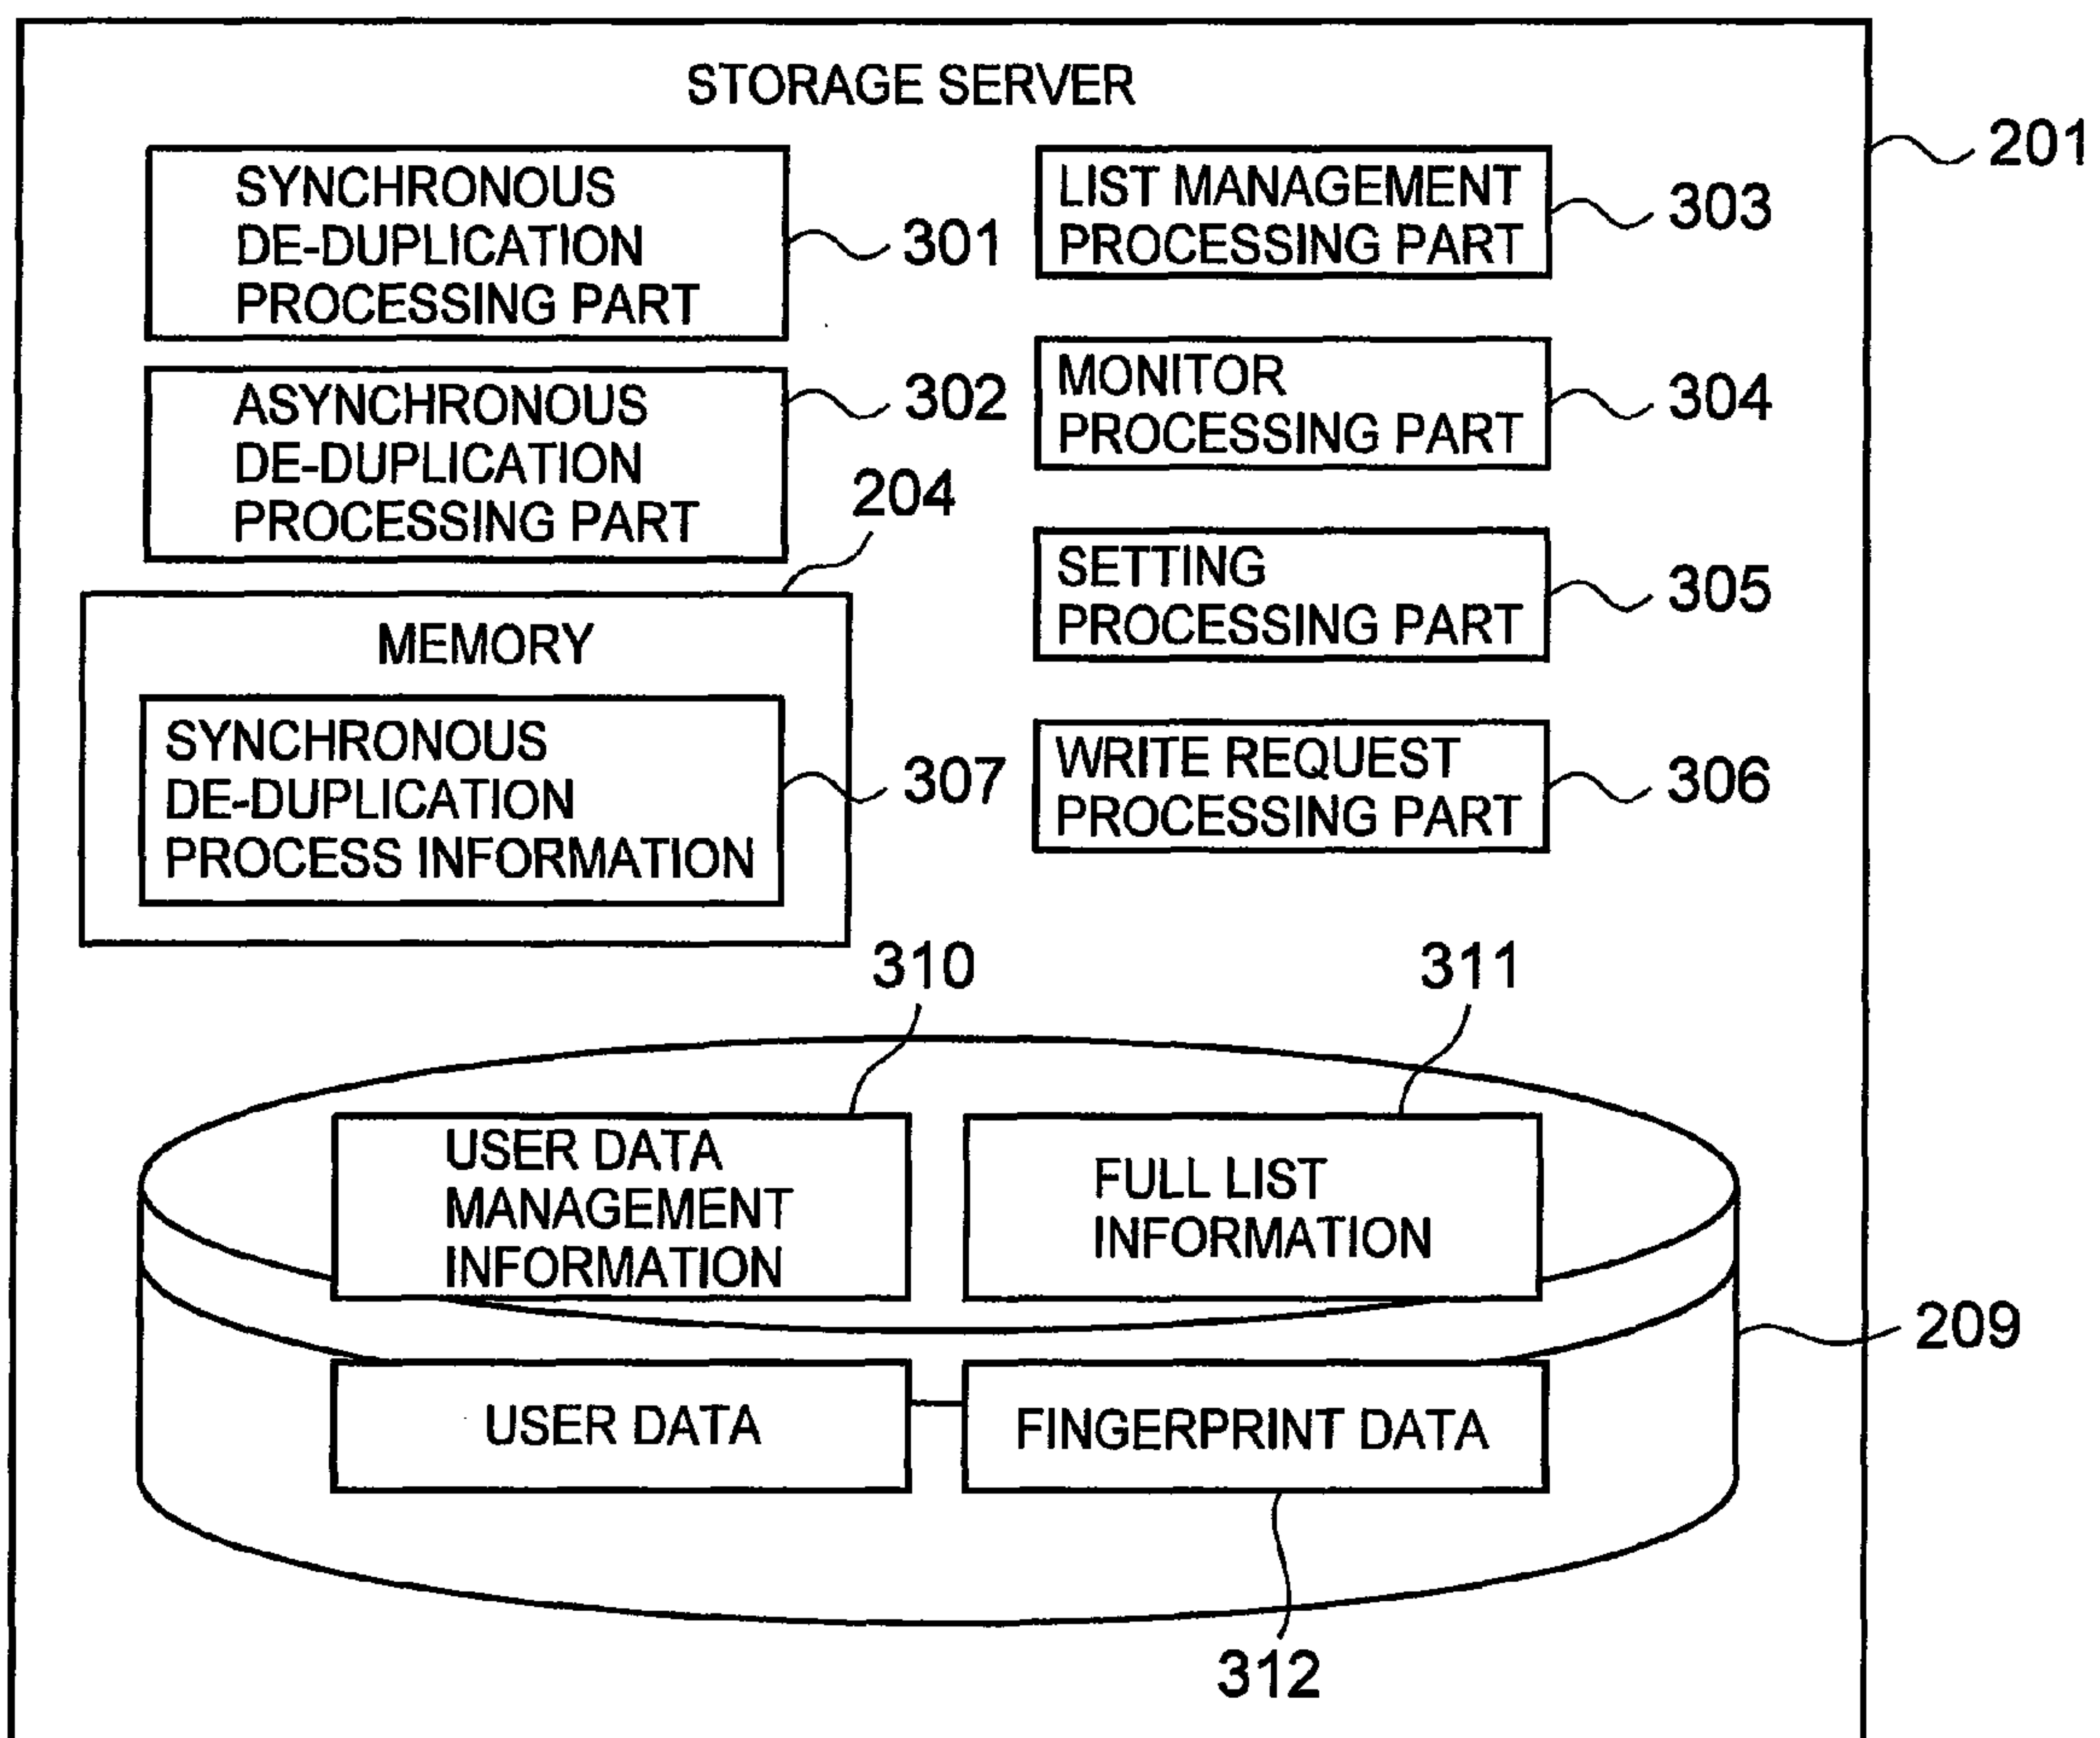 STORAGE SERVER
201
SYNCHRONOUS
DE-DUPLICATION
PROCESSING PART
301
LIST MANAGEMENT
PROCESSING PART
303
ASYNCHRONOUS
DE-DUPLICATION
PROCESSING PART
302
MONITOR
PROCESSING PART
304
204
MEMORY
SETTING
PROCESSING PART
305
SYNCHRONOUS
DE-DUPLICATION
PROCESS INFORMATION
307
WRITE REQUEST
PROCESSING PART
306
310
311
USER DATA
MANAGEMENT
INFORMATION
FULL LIST
INFORMATION
209
USER DATA
FINGERPRINT DATA
312